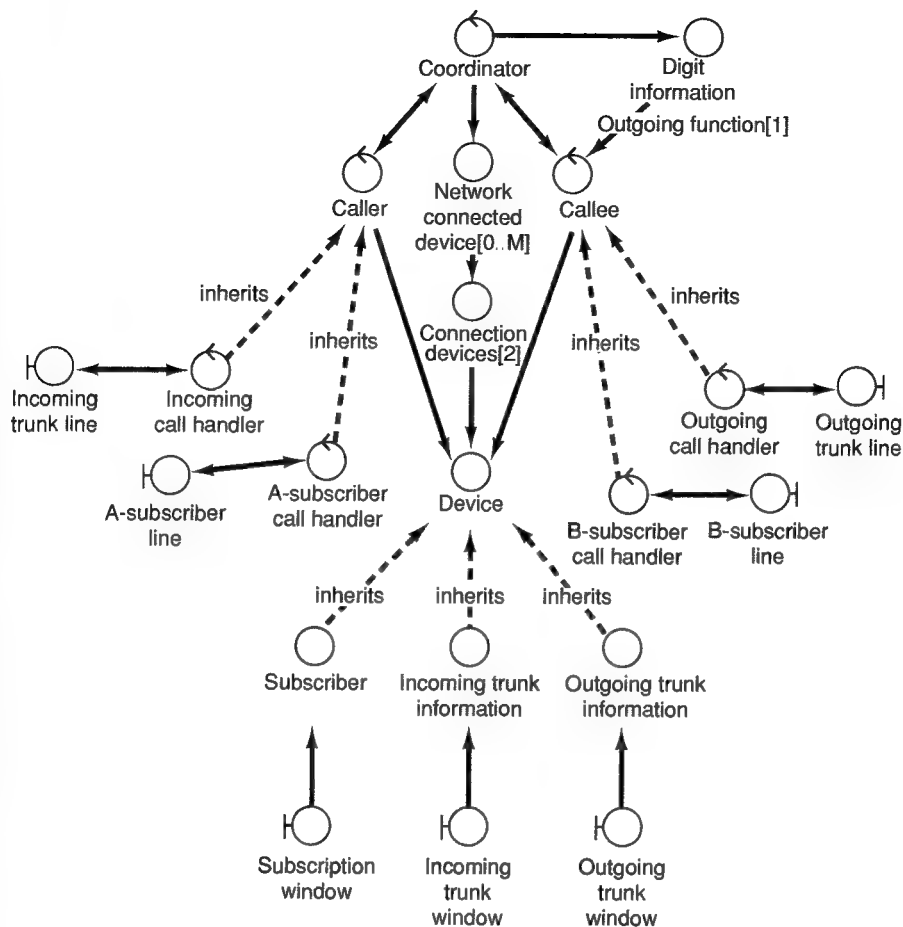 Coordinator
Digit
information
Outgoing function[1]
Network
connected
device[0..M]
Caller
Callee
inherits
inherits
inherits
inherits
Connection
devices[2]
Incoming
trunk line
Incoming
call handler
Outgoing
call handler
Outgoing
trunk line
A-subscriber
line
A-subscriber
call handler
Device
B-subscriber
call handler
B-subscriber
line
inherits
inherits
inherits
Subscriber
Incoming trunk
information
Outgoing trunk
information
Subscription
window
Incoming
trunk
window
Outgoing
trunk
window